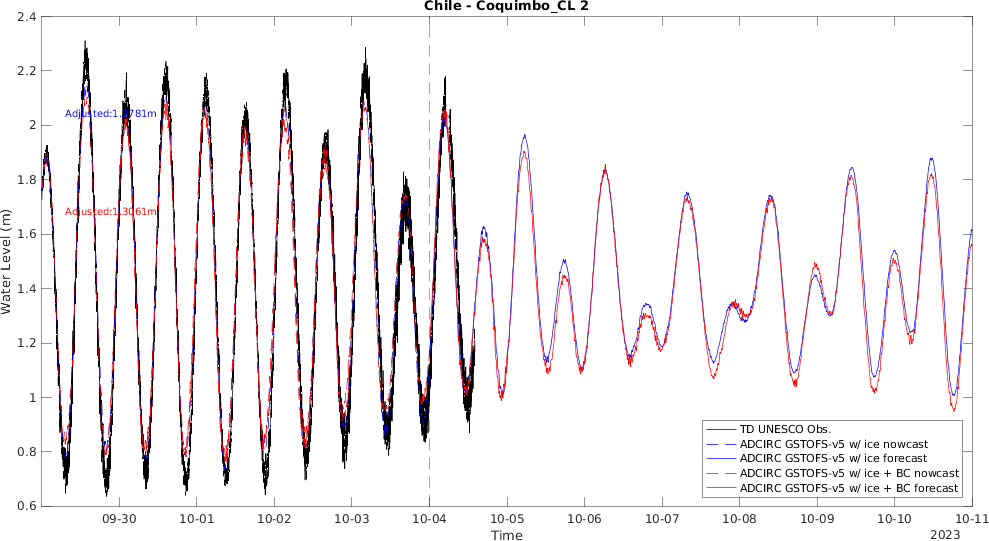 Chile - Coquimbo_CL 2
2.4
2.2
2
1.8
1.6
1.4
1.2
1
0.8
0.6
Water Level (m)
Adjusted:1.3061m
TD UNESCO Obs.
ADCIRC GSTOFS-v5 w/ ice nowcast
ADCIRC GSTOFS-v5 w/ ice forecast
ADCIRC GSTOFS-v5 w/ ice + BC nowcast
ADCIRC GSTOFS-v5 w/ ice + BC forecast
09-30 10-01 10-02 10-03 10-04 10-05 10-06 10-07 10-08 10-09 10-10 10-11
Time
2023